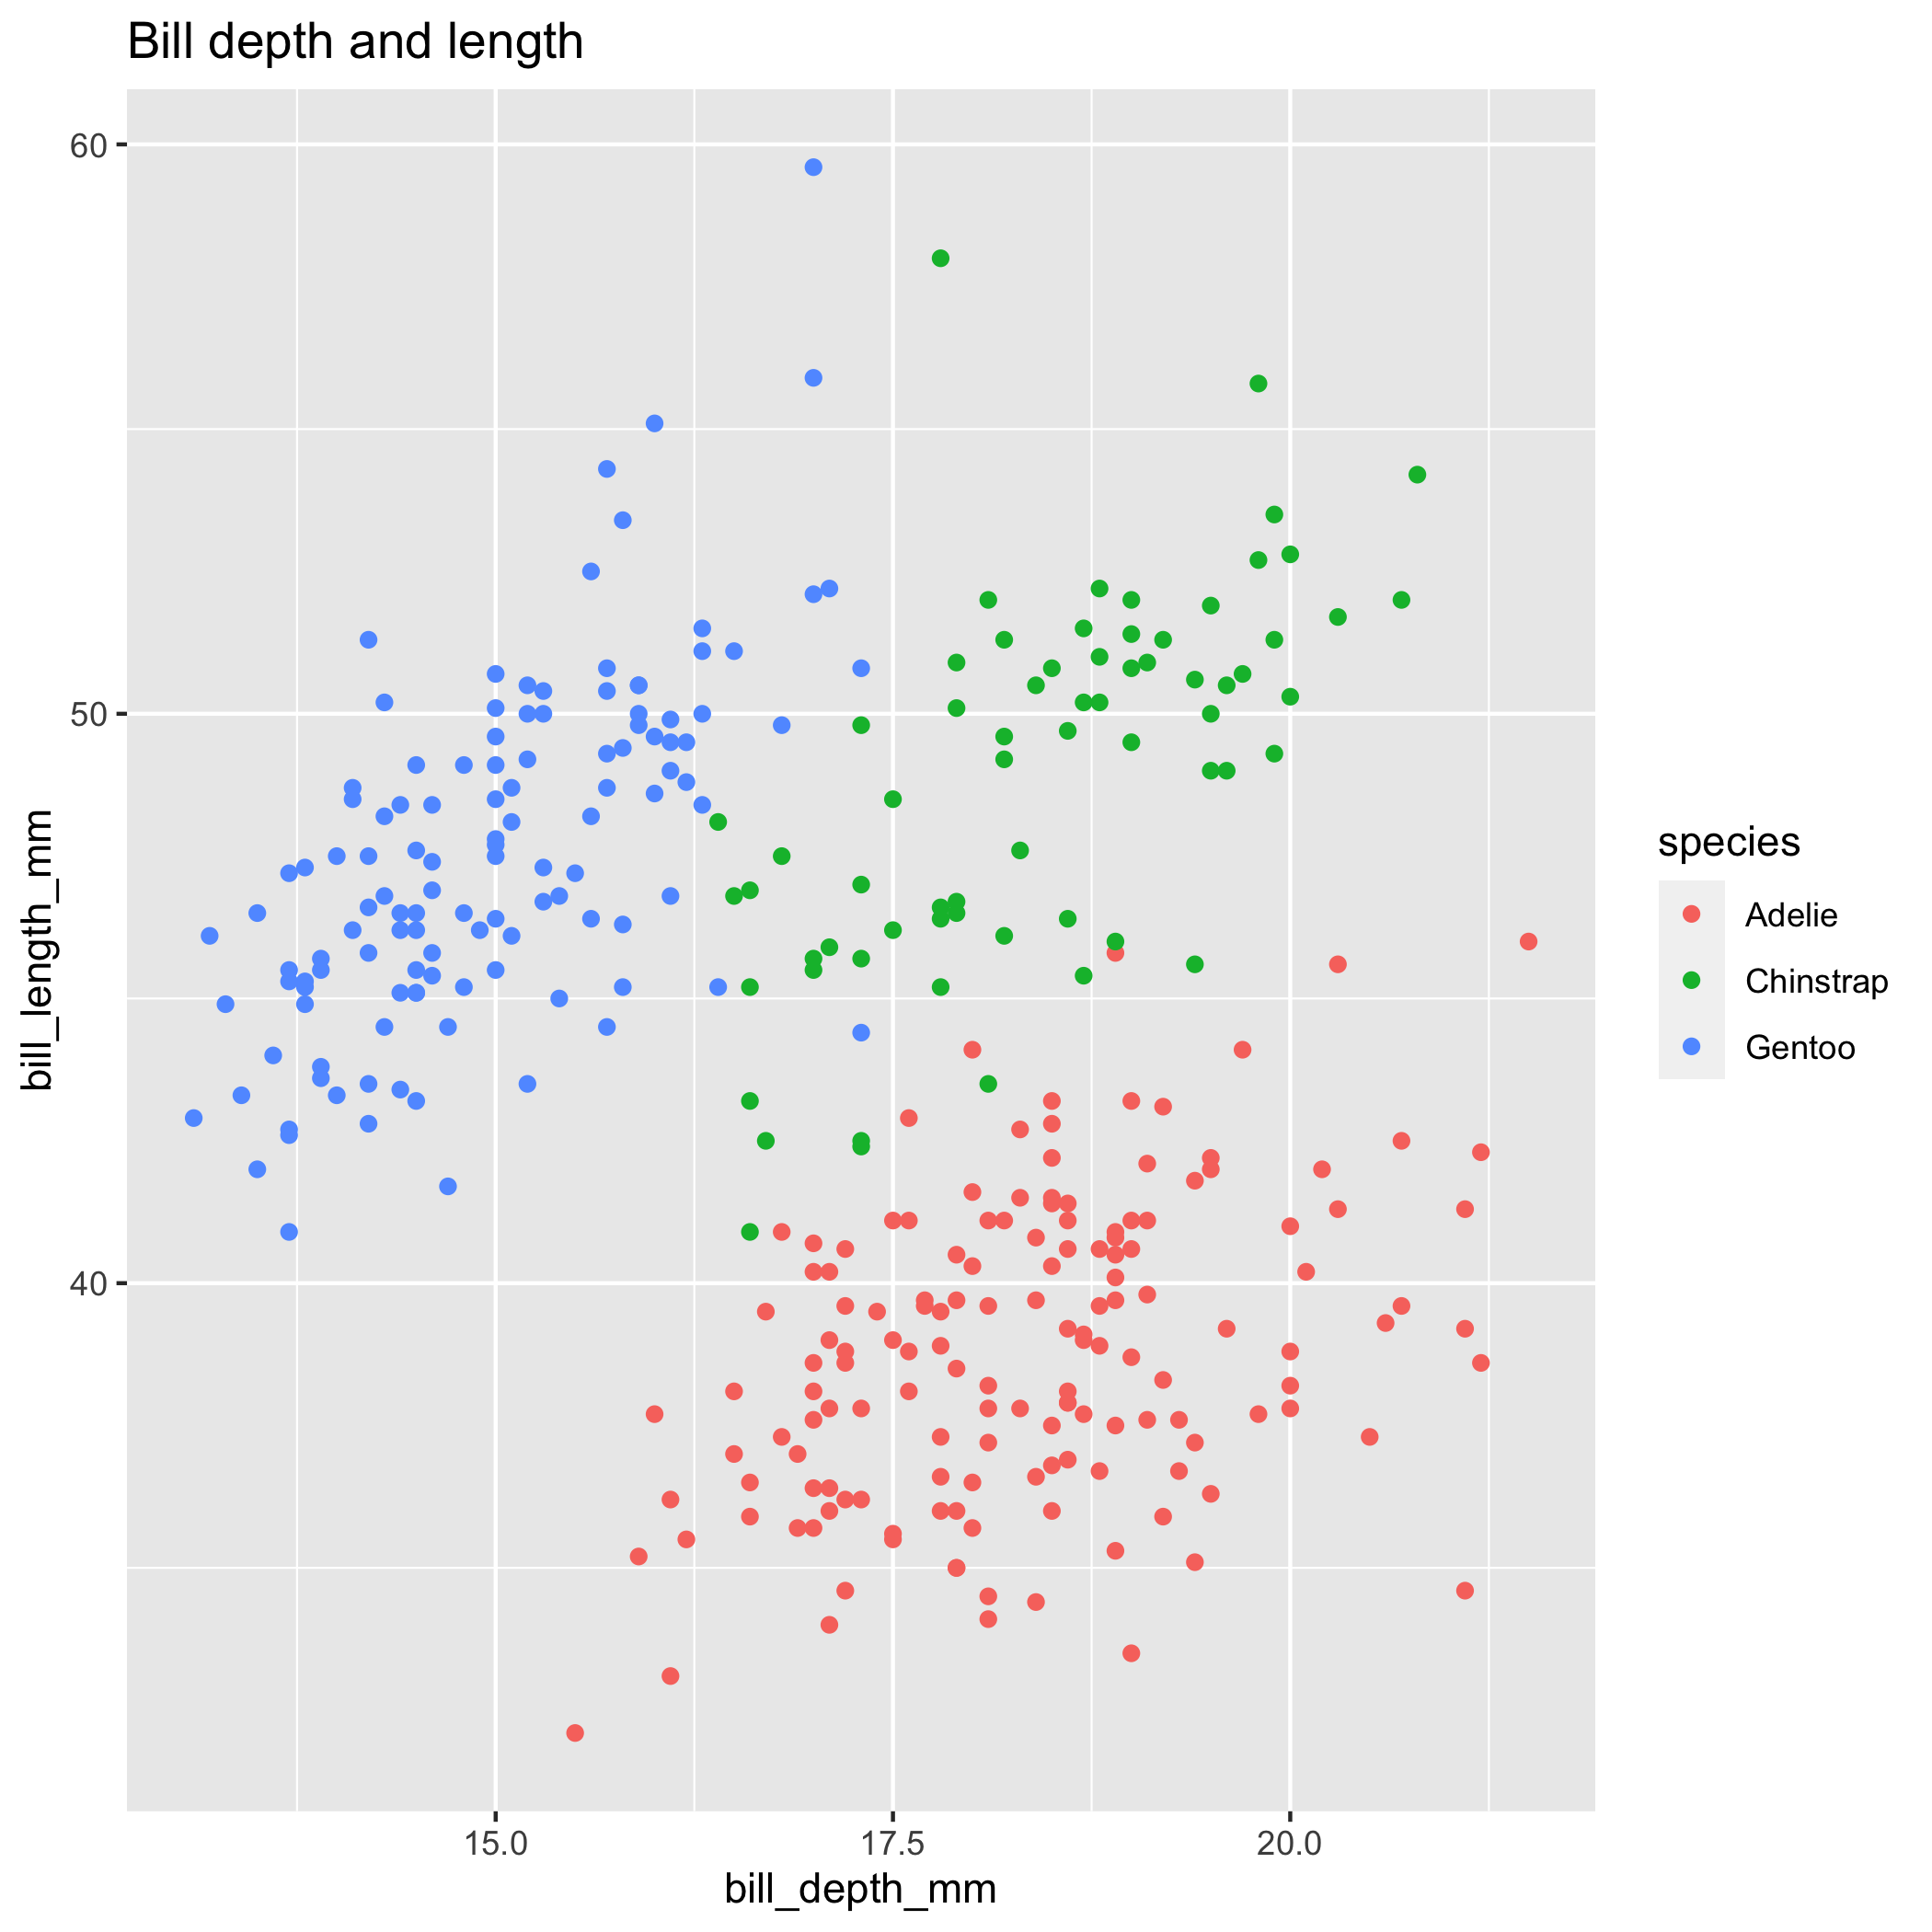 Bill depth and length
60
50
40
bill_length_mm
15.0
17.5
20.0
bill_depth_mm
species
Adelie
Chinstrap
Gentoo